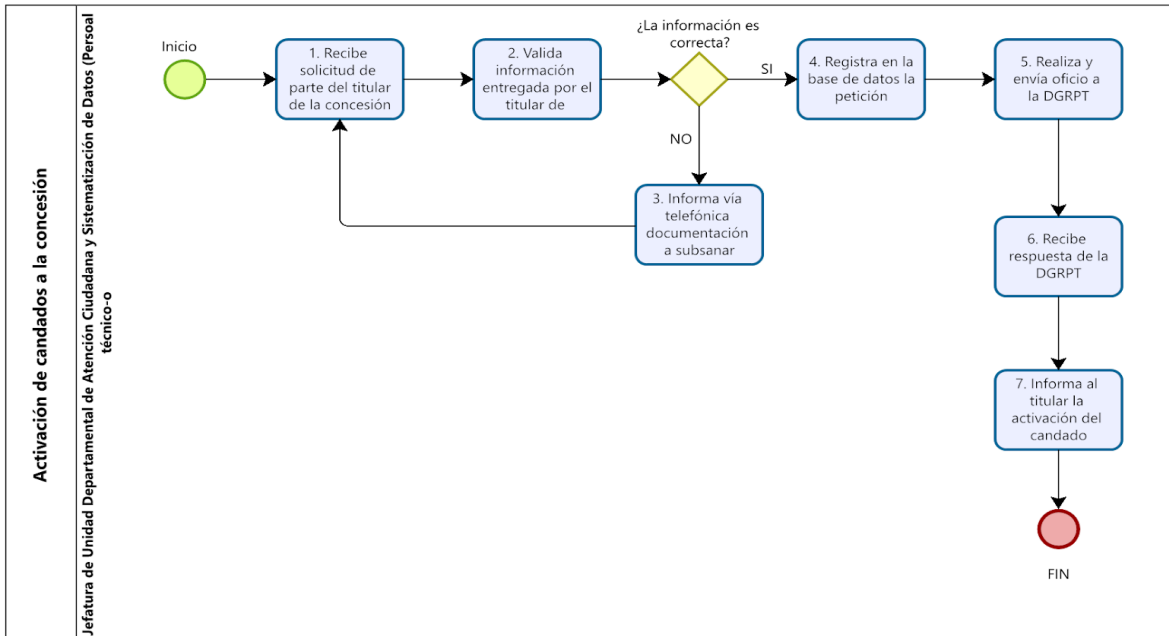 Activación de candados a la concesión
Jefatura de Unidad Departamental de Atención Ciudadana y Sistematización de Datos (Persoal
técnico-o
Inicio
1. Recibe
solicitud de
parte del titular
de la concesión
2. Valida
información
entregada por el
titular de
¿La información es
correcta?
SI
NO
3. Informa vía
telefónica
documentación
a subsanar
4. Registra en la
base de datos la
petición
5. Realiza y
envía oficio a
la DGRPT
6. Recibe
respuesta de la
DGRPT
7. Informa al
titular la
activación del
candado
FIN